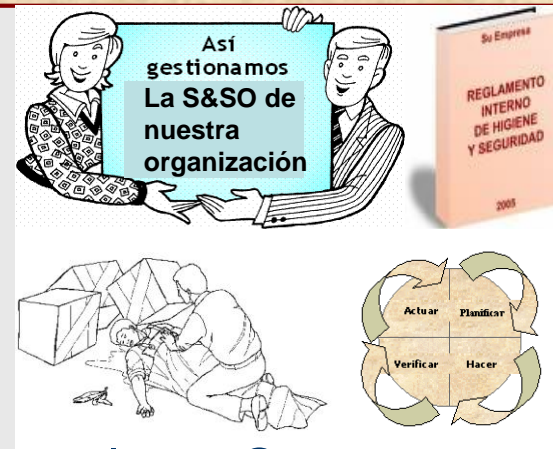 Así
gestionamos
La S&SO de
nuestra
organización
Su Empresa
REGLAMENTO
INTERNO
DE HIGIENE
Y SEGURIDAD
2005
Actuar
Planificar
Verificar
Hacer